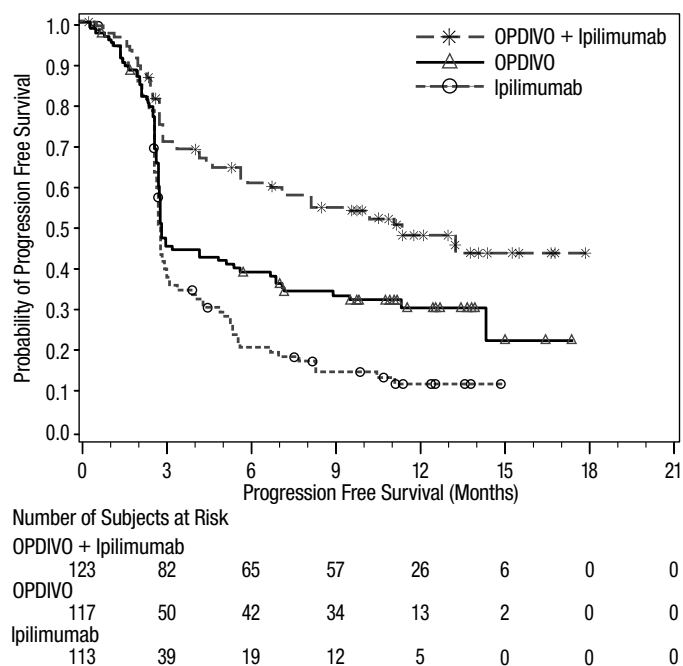 OPDIVO + Ipilimumab
OPDIVO
Ipilimumab
Probability of Progression Free Survival
1.0
0.9
0.8
0.7
0.6
0.5
0.4
0.3
0.2
0.1
0.0
0 3 6 9 12 15 18 21
Progression Free Survival (Months)
Number of Subjects at Risk
OPDIVO + Ipilimumab
123 82 65 57 26 6 0 0
OPDIVO
117 50 42 34 13 2 0 0
Ipilimumab
113 39 19 12 5 0 0 0